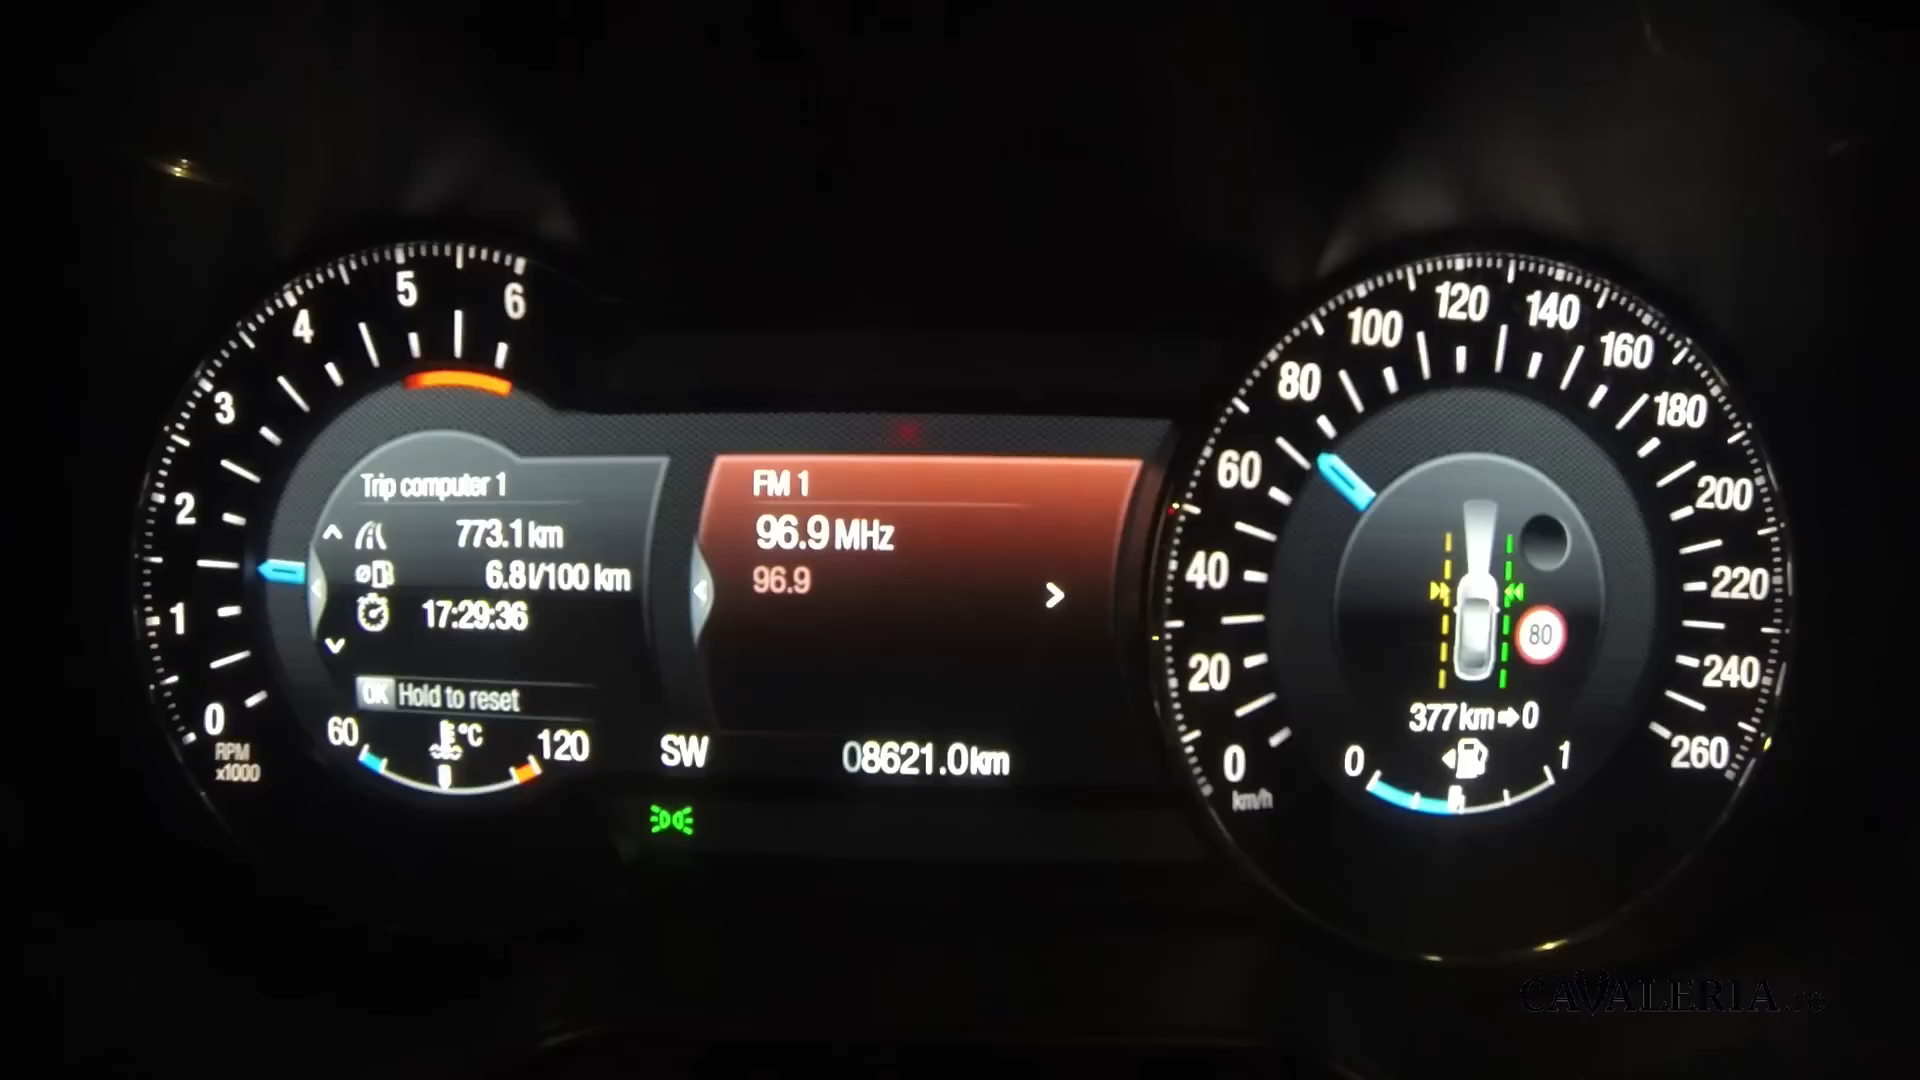 0
1
2
3
4
5
6
RPM
x1000
Trip computer 1
773.1 km
6.8 l/100 km
17:29:36
OK Hold to reset
60
°C
120
FM 1
96.9 MHz
96.9
SW
08621.0 km
0
20
40
60
80
100
120
140
160
180
200
220
240
260
km/h
80
377 km➩0
0
1
CAVALERIA.ro